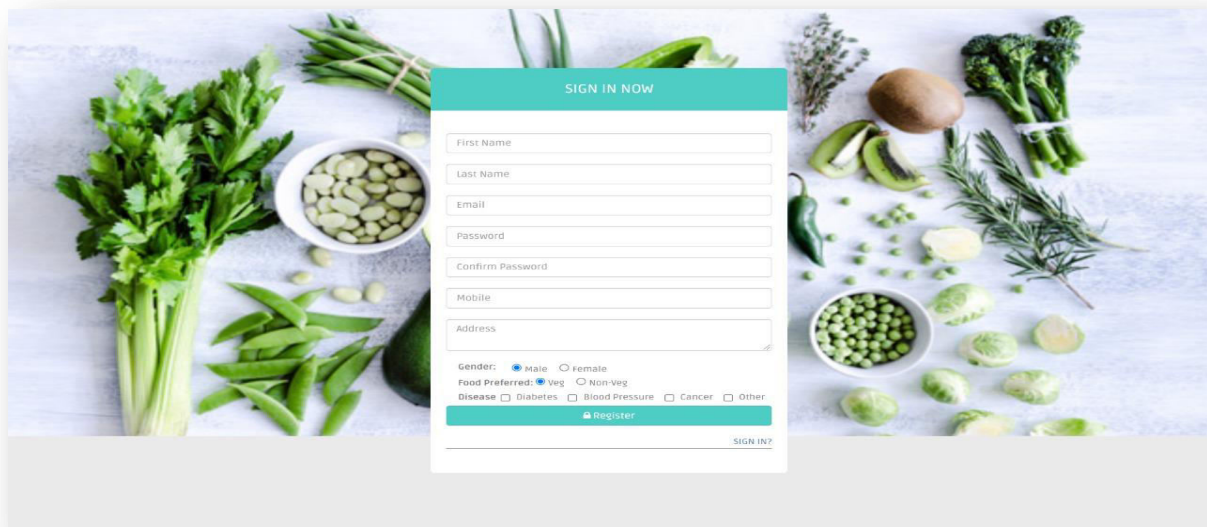 SIGN IN NOW
First Name
Last Name
Email
Password
Confirm Password
Mobile
Address
Gender: Male Female
Food Preferred: Veg Non-Veg
Disease Diabetes Blood Pressure Cancer Other
Register
SIGN IN?